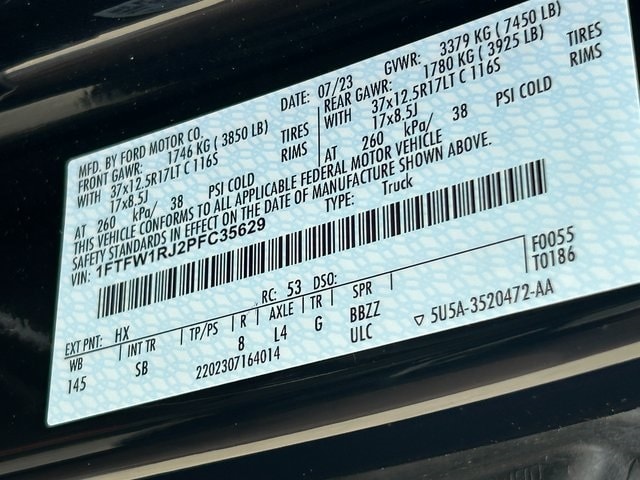 MFD. BY FORD MOTOR CO.
DATE: 07/23
GVWR: 3379 KG ( 7450 LB)
FRONT GAWR: 1746 KG ( 3850 LB)
REAR GAWR: 1780 KG ( 3925 LB)
WITH 37x12.5R17LT C 116S TIRES
WITH 37x12.5R17LT C 116S TIRES
17x8.5J RIMS
17x8.5J RIMS
AT 260 kPa/ 38 PSI COLD
AT 260 kPa/ 38 PSI COLD
THIS VEHICLE CONFORMS TO ALL APPLICABLE FEDERAL MOTOR VEHICLE
SAFETY STANDARDS IN EFFECT ON THE DATE OF MANUFACTURE SHOWN ABOVE.
VIN: 1FTFW1RJ2PFC35629
TYPE: Truck
F0055
T0186
EXT PNT: HX RC: 53 DSO:
WB INT TR TP/PS R AXLE TR SPR
145 SB 8 L4 G BBZZ
ULC
2202307164014
▽ 5U5A-3520472-AA